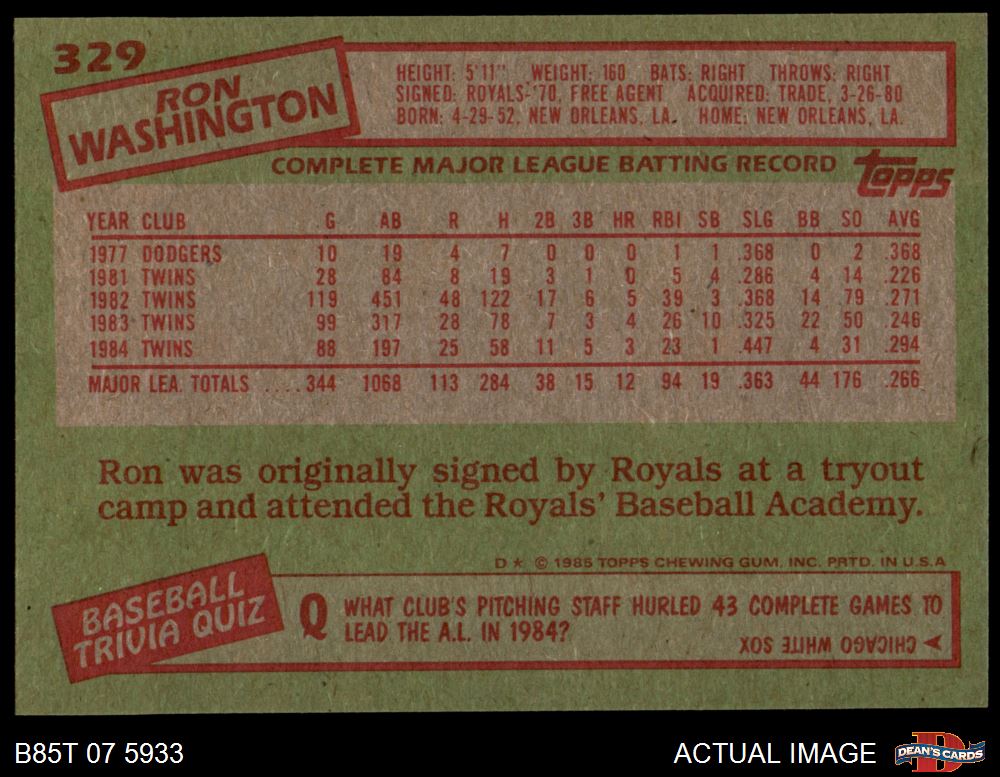 329
RON
WASHINGTON
HEIGHT: 5'11" WEIGHT: 160 BATS: RIGHT THROWS: RIGHT
SIGNED: ROYALS-'70, FREE AGENT ACQUIRED: TRADE, 3-26-80
BORN: 4-29-52, NEW ORLEANS, LA. HOME: NEW ORLEANS, LA.
COMPLETE MAJOR LEAGUE BATTING RECORD
TOPPS
YEAR CLUB G AB R H 2B 3B HR RBI SB SLG BB SO AVG
1977 DODGERS 10 19 4 7 0 0 0 1 1 .368 0 2 .368
1981 TWINS 28 84 8 19 3 1 0 5 4 .286 4 14 .226
1982 TWINS 119 451 48 122 17 6 5 39 3 .368 14 79 .271
1983 TWINS 99 317 28 78 7 3 4 26 10 .325 22 50 .246
1984 TWINS 88 197 25 58 11 5 3 23 1 .447 4 31 .294
MAJOR LEA. TOTALS .....344 1068 113 284 38 15 12 94 19 .363 44 176 .266
Ron was originally signed by Royals at a tryout
camp and attended the Royals' Baseball Academy.
D ★ © 1985 TOPPS CHEWING GUM, INC. PRTD. IN U.S.A
BASEBALL
TRIVIA QUIZ
Q WHAT CLUB'S PITCHING STAFF HURLED 43 COMPLETE GAMES TO
LEAD THE A.L. IN 1984?
CHICAGO WHITE SOX
B85T 07 5933
ACTUAL IMAGE
DEAN'S CARDS